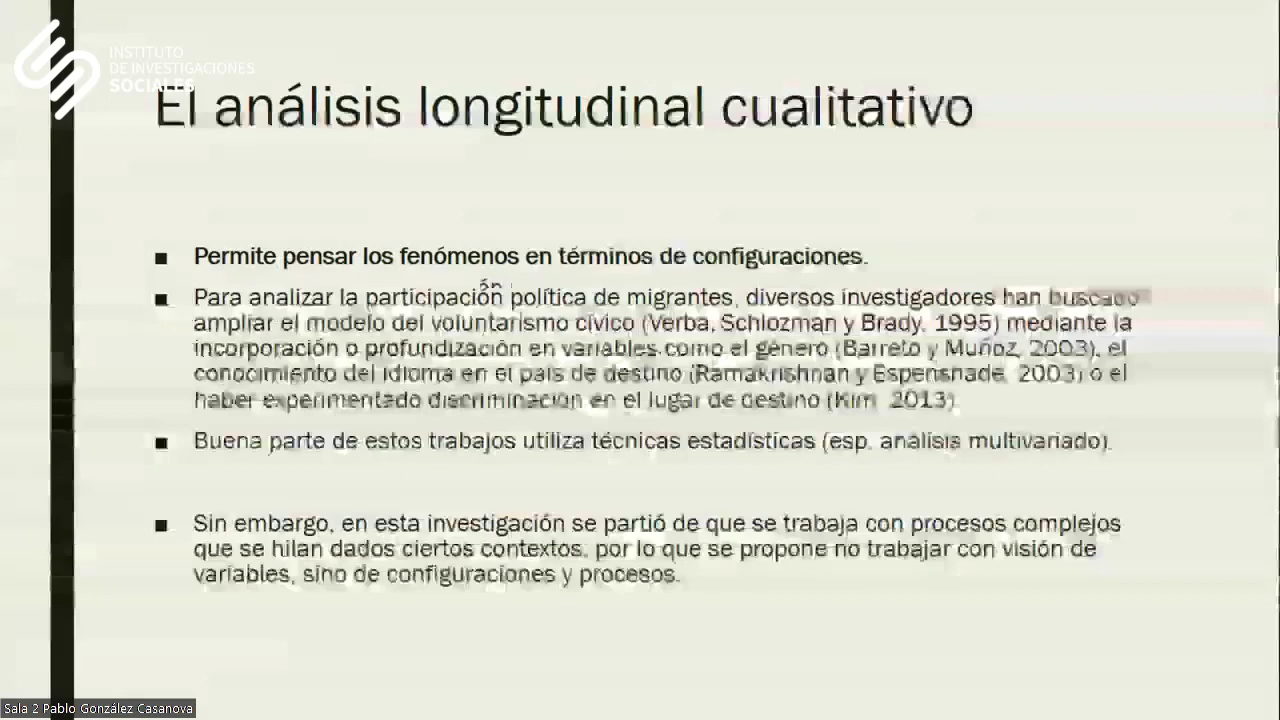 INSTITUTO
DE INVESTIGACIONES
SOCIALES
El análisis longitudinal cualitativo
■ Permite pensar los fenómenos en términos de configuraciones.
■ Para analizar la participación política de migrantes, diversos investigadores han buscado
ampliar el modelo del voluntarismo cívico (Verba, Schlozman y Brady, 1995) mediante la
incorporación o profundización en variables como el género (Barreto y Muñoz, 2003), el
conocimiento del idioma en el país de destino (Ramakrishnan y Espenshade, 2003) o el
haber experimentado discriminación en el lugar de destino (Kim, 2013).
■ Buena parte de estos trabajos utiliza técnicas estadísticas (esp. análisis multivariado).
■ Sin embargo, en esta investigación se partió de que se trabaja con procesos complejos
que se hilan dados ciertos contextos, por lo que se propone no trabajar con visión de
variables, sino de configuraciones y procesos.
Sala 2 Pablo González Casanova